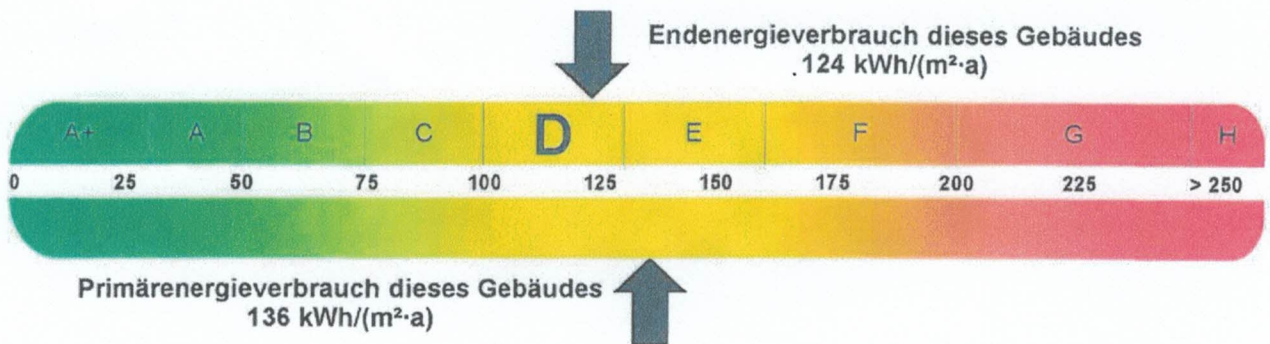 Endenergieverbrauch dieses Gebäudes
.124 kWh/(m²·a)
A+ A B C D E F G H
0 25 50 75 100 125 150 175 200 225 > 250
Primärenergieverbrauch dieses Gebäudes
136 kWh/(m²·a)